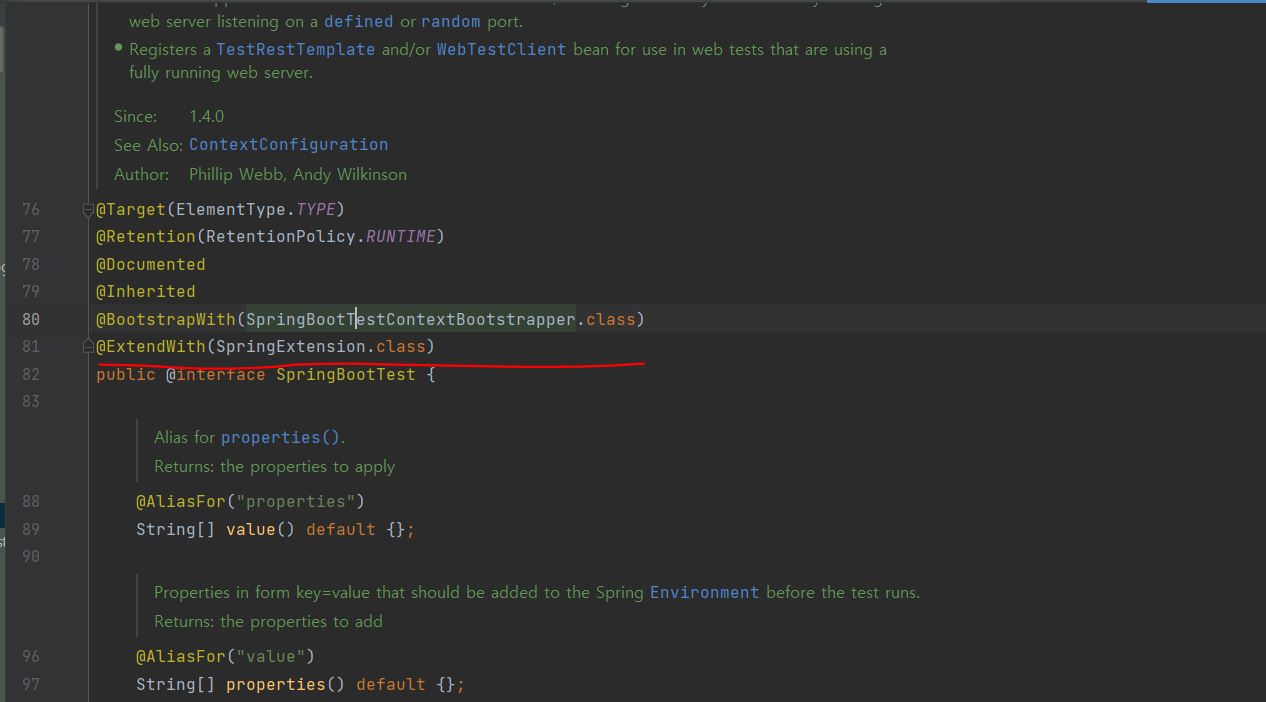 web server listening on a defined or random port.
• Registers a TestRestTemplate and/or WebTestClient bean for use in web tests that are using a
fully running web server.
Since: 1.4.0
See Also: ContextConfiguration
Author: Phillip Webb, Andy Wilkinson
76 @Target(ElementType.TYPE)
77 @Retention(RetentionPolicy.RUNTIME)
78 @Documented
79 @Inherited
80 @BootstrapWith(SpringBootTestContextBootstrapper.class)
81 @ExtendWith(SpringExtension.class)
82 public @interface SpringBootTest {
83
Alias for properties().
Returns: the properties to apply
88 @AliasFor("properties")
89 String[] value() default {};
90
Properties in form key=value that should be added to the Spring Environment before the test runs.
Returns: the properties to add
96 @AliasFor("value")
97 String[] properties() default {};